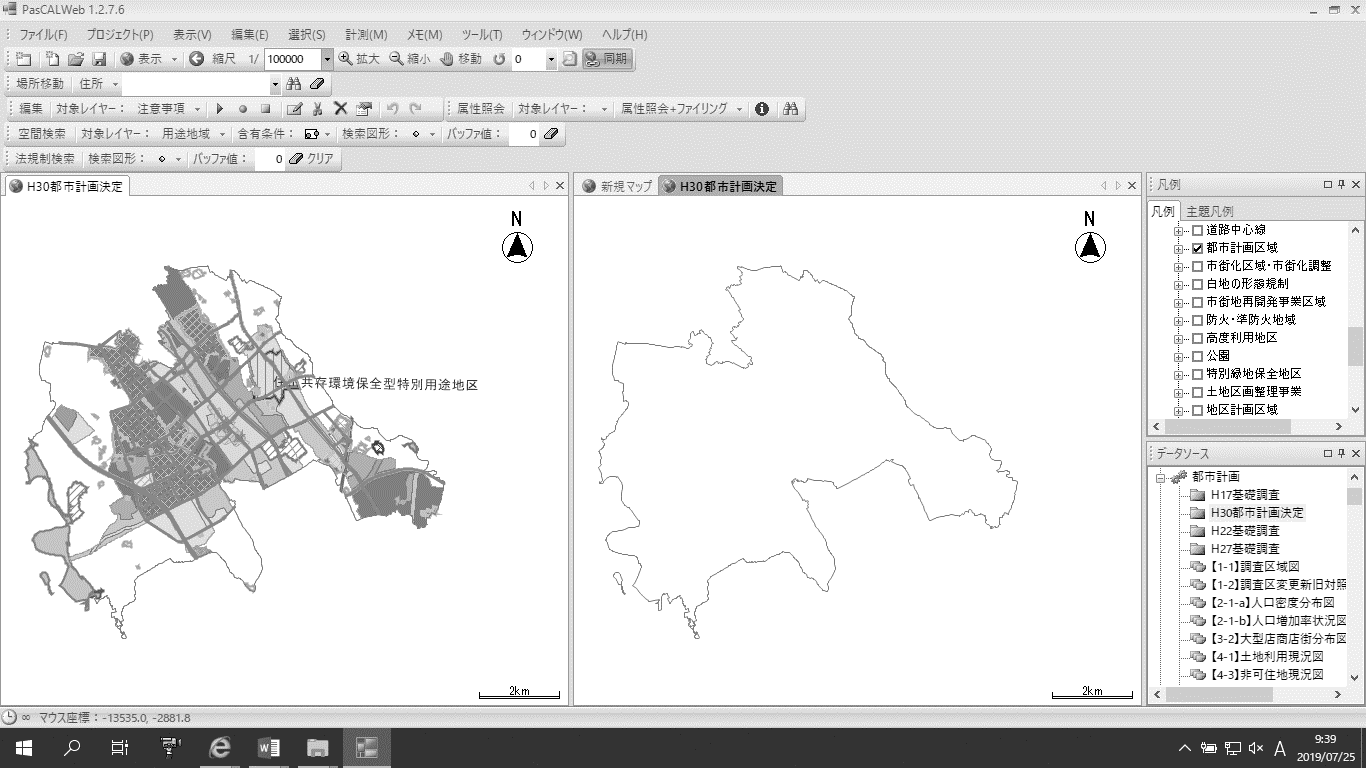 PasCALWeb 1.2.7.6
ファイル(F) プロジェクト(P) 表示(V) 編集(E) 選択(S) 計測(M) メモ(M) ツール(T) ウィンドウ(W) ヘルプ(H)
表示 縮尺 1/ 100000 拡大 縮小 移動 0 同期
場所移動 住所
編集 対象レイヤー： 注意事項 属性照会 対象レイヤー： 属性照会+ファイリング
空間検索 対象レイヤー： 用途地域 含有条件： 検索図形： バッファ値： 0
法規制検索 検索図形： バッファ値： 0 クリア
H30都市計画決定
N
共存環境保全型特別用途地区
2km
新規マップ H30都市計画決定
N
2km
凡例
凡例 主題凡例
道路中心線
都市計画区域
市街化区域・市街化調整
白地の形態規制
市街地再開発事業区域
防火・準防火地域
高度利用地区
公園
特別緑地保全地区
土地区画整理事業
地区計画区域
データソース
都市計画
H17基礎調査
H30都市計画決定
H22基礎調査
H27基礎調査
【1-1】調査区域図
【1-2】調査区変更新旧対照
【2-1-a】人口密度分布図
【2-1-b】人口増加率状況図
【3-2】大型店商店街分布図
【4-1】土地利用現況図
【4-3】非可住地現況図
マウス座標：-13535.0, -2881.8
A
9:39
2019/07/25